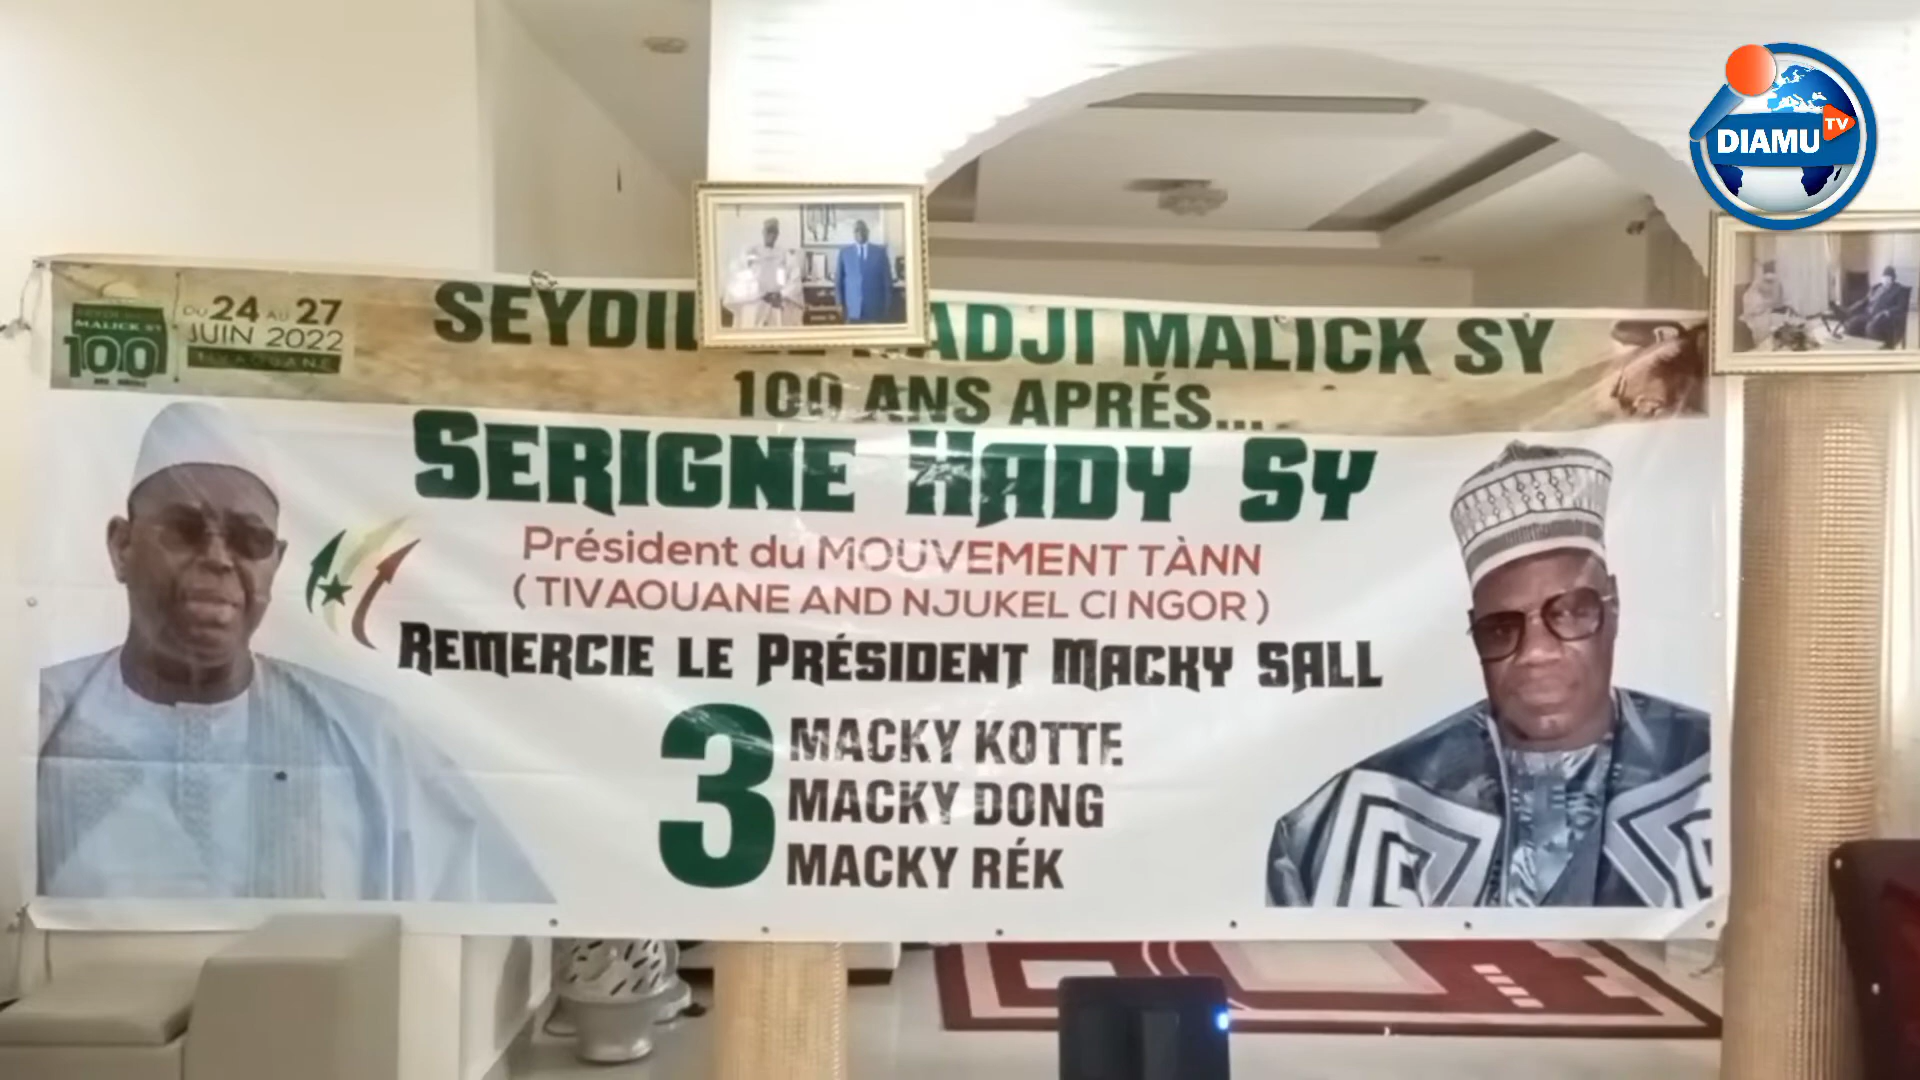 DIAMU TV
MALICK SY
100
DU 24 AU 27
JUIN 2022
TIVAOUANE
ADJI MALICK SY
100 ANS APRÉS...
SERIGNE HADY SY
Président du MOUVEMENT TÀNN
( TIVAOUANE AND NJUKEL CI NGOR )
REMERCIE LE PRÉSIDENT MACKY SALL
3 MACKY KOTTE
MACKY DONG
MACKY RÉK